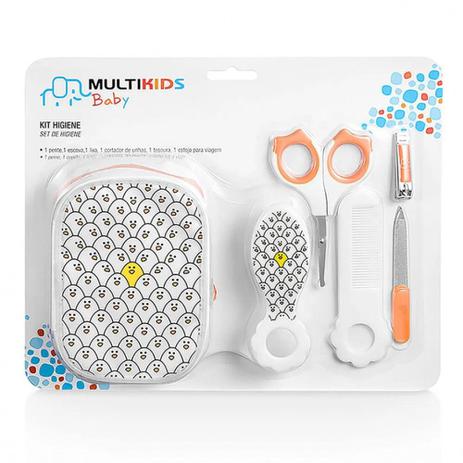 MULTIKIDS
Baby
KIT HIGIENE
SET DE HIGIENE
• 1 pente, 1 escova, 1 lixa, 1 cortador de unhas, 1 tesoura, 1 estojo para viagem